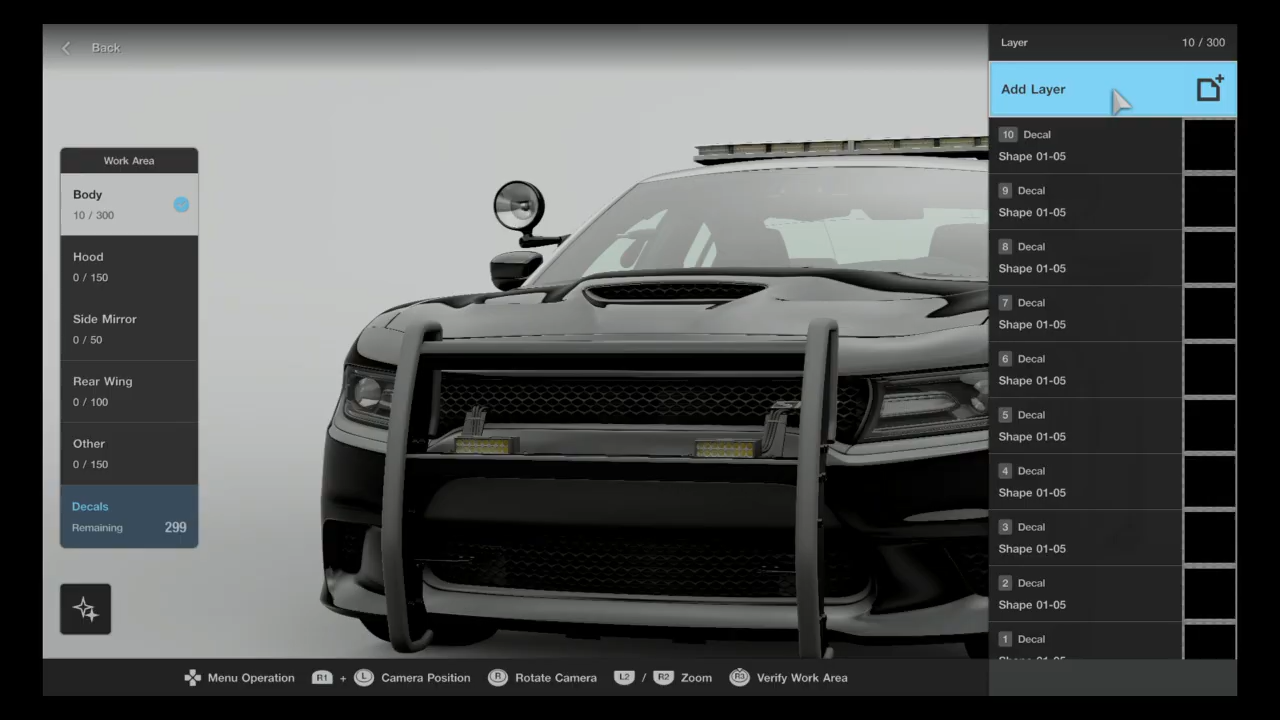 Back
Work Area
Body
10 / 300
Hood
0 / 150
Side Mirror
0 / 50
Rear Wing
0 / 100
Other
0 / 150
Decals
Remaining 299
Layer 10 / 300
Add Layer
10 Decal
Shape 01-05
9 Decal
Shape 01-05
8 Decal
Shape 01-05
7 Decal
Shape 01-05
6 Decal
Shape 01-05
5 Decal
Shape 01-05
4 Decal
Shape 01-05
3 Decal
Shape 01-05
2 Decal
Shape 01-05
1 Decal
Shape 01-05
Menu Operation R1 + L Camera Position R Rotate Camera L2 / R2 Zoom R3 Verify Work Area